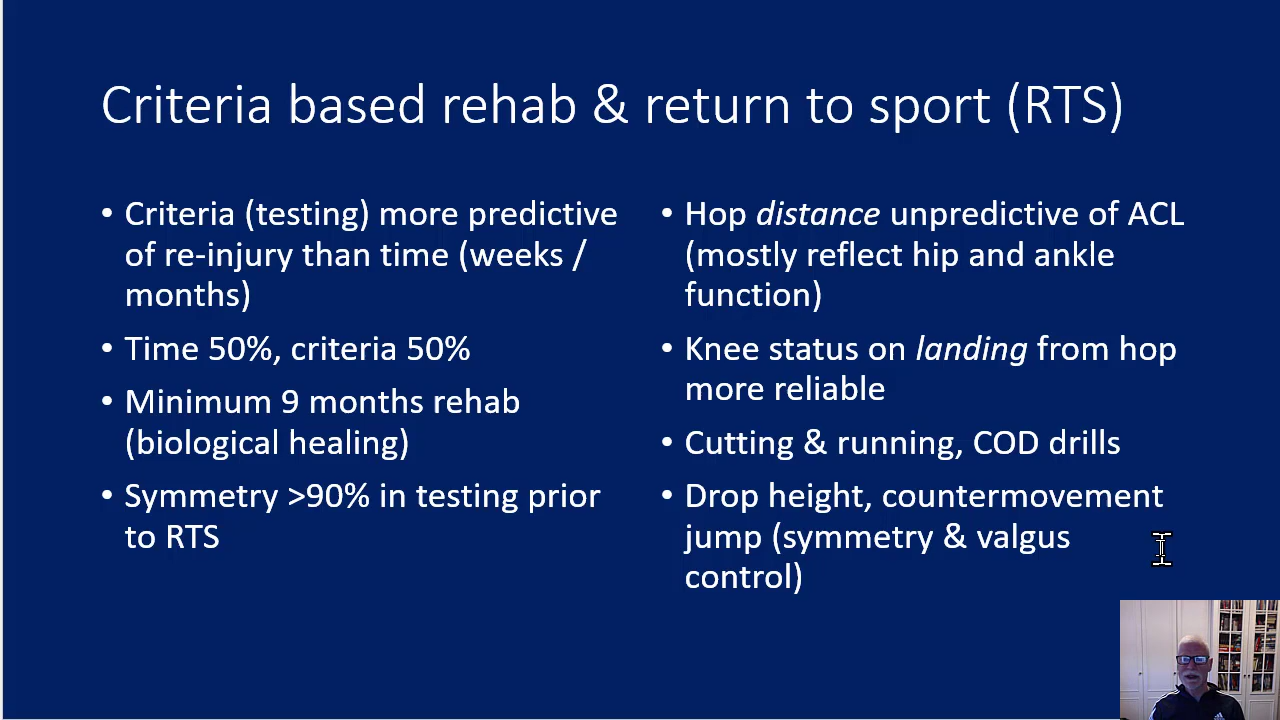 Criteria based rehab & return to sport (RTS)
• Criteria (testing) more predictive
of re-injury than time (weeks /
months)
• Time 50%, criteria 50%
• Minimum 9 months rehab
(biological healing)
• Symmetry >90% in testing prior
to RTS
• Hop distance unpredictive of ACL
(mostly reflect hip and ankle
function)
• Knee status on landing from hop
more reliable
• Cutting & running, COD drills
• Drop height, countermovement
jump (symmetry & valgus
control)